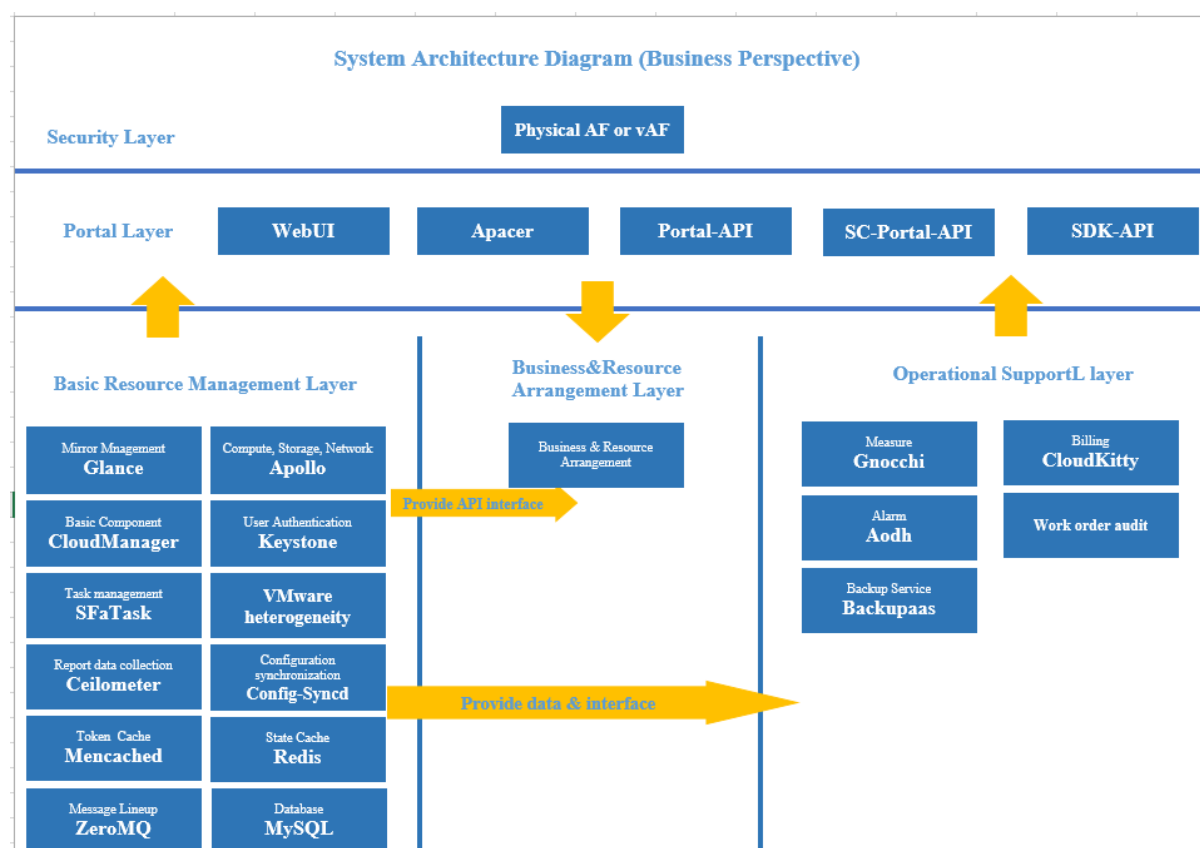 System Architecture Diagram (Business Perspective)
Physical AF or vAF
Security Layer
Portal Layer
WebUI
Apacer
Portal-API
SC-Portal-API
SDK-API
Basic Resource Management Layer
Business&Resource
Arrangement Layer
Operational SupportL layer
Mirror Mnagement
Glance
Compute, Storage, Network
Apollo
Basic Component
CloudManager
User Authentication
Keystone
Task management
SFaTask
VMware
heterogeneity
Report data collection
Ceilometer
Configuration
synchronization
Config-Syncd
Token Cache
Mencached
State Cache
Redis
Message Lineup
ZeroMQ
Database
MySQL
Provide API interface
Provide data & interface
Business & Resource
Arrangement
Measure
Gnocchi
Billing
CloudKitty
Alarm
Aodh
Work order audit
Backup Service
Backupaas